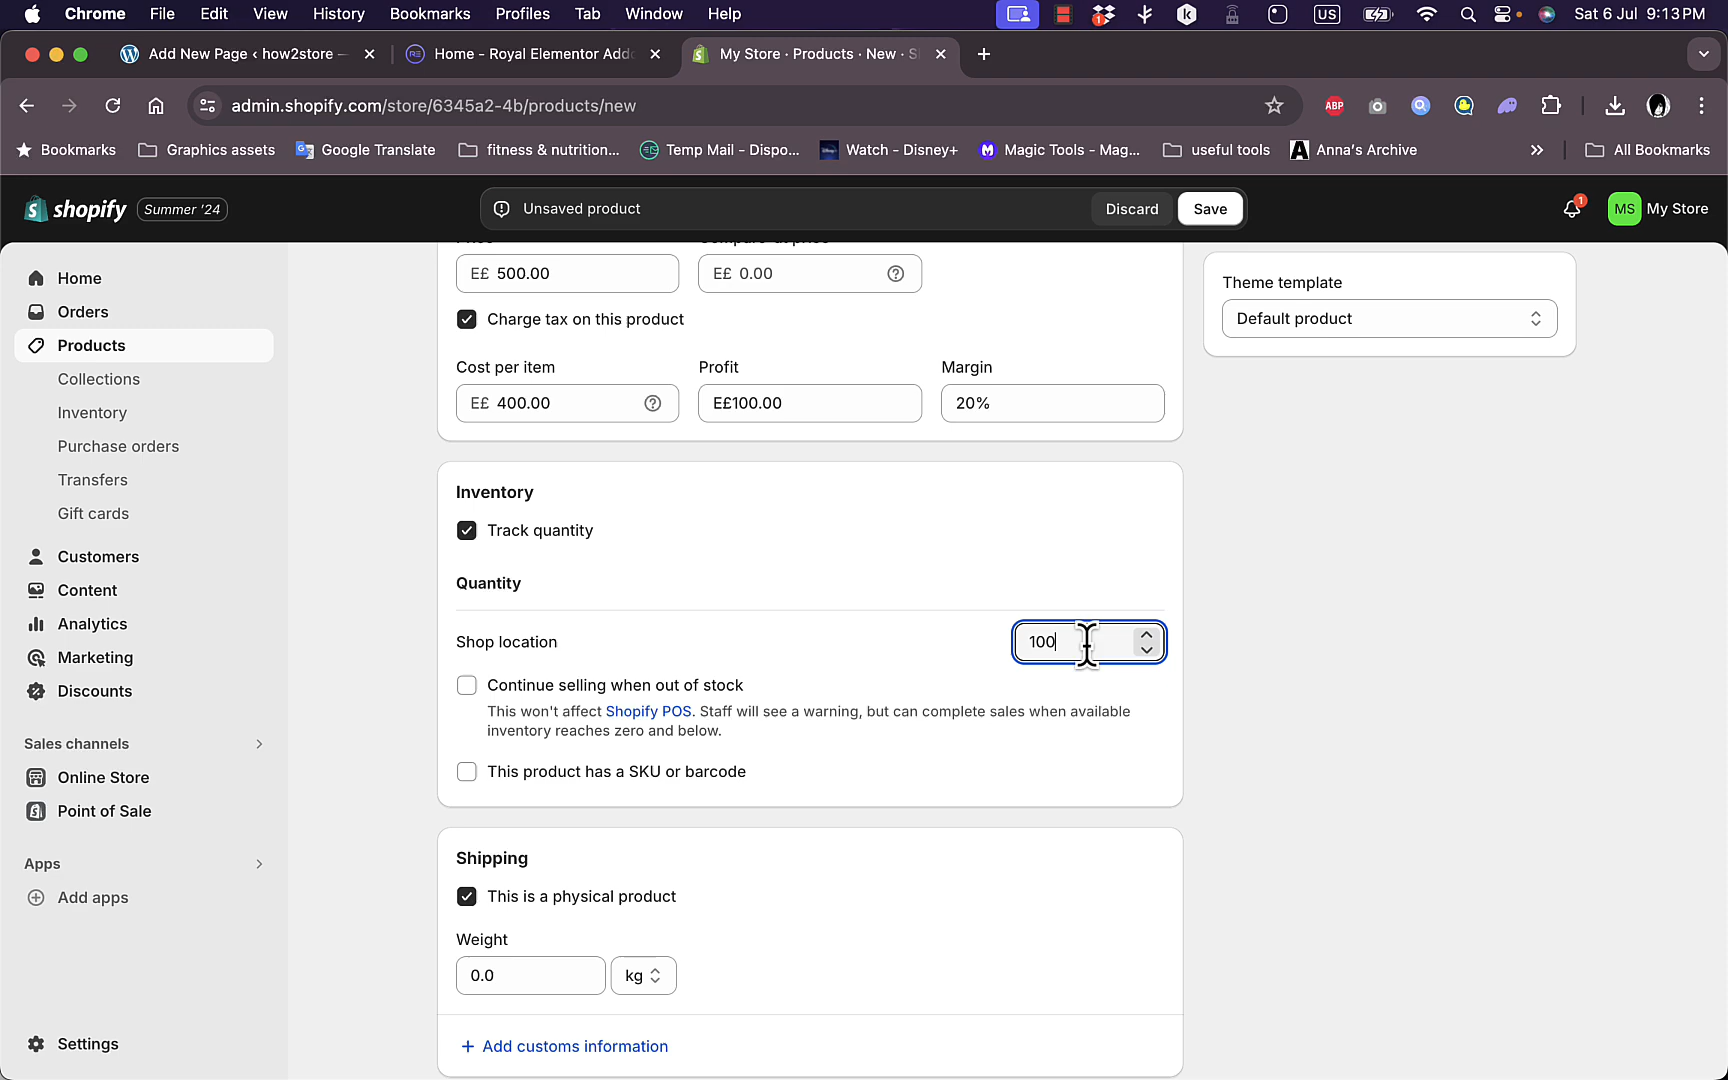 Chrome File Edit View History Bookmarks Profiles Tab Window Help US Sat 6 Jul 9:13 PM
Add New Page ‹ how2store — Home - Royal Elementor Add My Store · Products · New · S
admin.shopify.com/store/6345a2-4b/products/new ABP
Bookmarks Graphics assets Google Translate fitness & nutrition... Temp Mail - Dispo... Watch - Disney+ Magic Tools - Mag... useful tools Anna's Archive » All Bookmarks
shopify Summer '24 Unsaved product Discard Save 1 MS My Store
Home
Orders
Products
Collections
Inventory
Purchase orders
Transfers
Gift cards
Customers
Content
Analytics
Marketing
Discounts
Sales channels
Online Store
Point of Sale
Apps
Add apps
Settings
Price Compare-at price
E£ 500.00 E£ 0.00
Charge tax on this product
Cost per item Profit Margin
E£ 400.00 E£100.00 20%
Inventory
Track quantity
Quantity
Shop location 100
Continue selling when out of stock
This won't affect Shopify POS. Staff will see a warning, but can complete sales when available
inventory reaches zero and below.
This product has a SKU or barcode
Shipping
This is a physical product
Weight
0.0 kg
+ Add customs information
Theme template
Default product